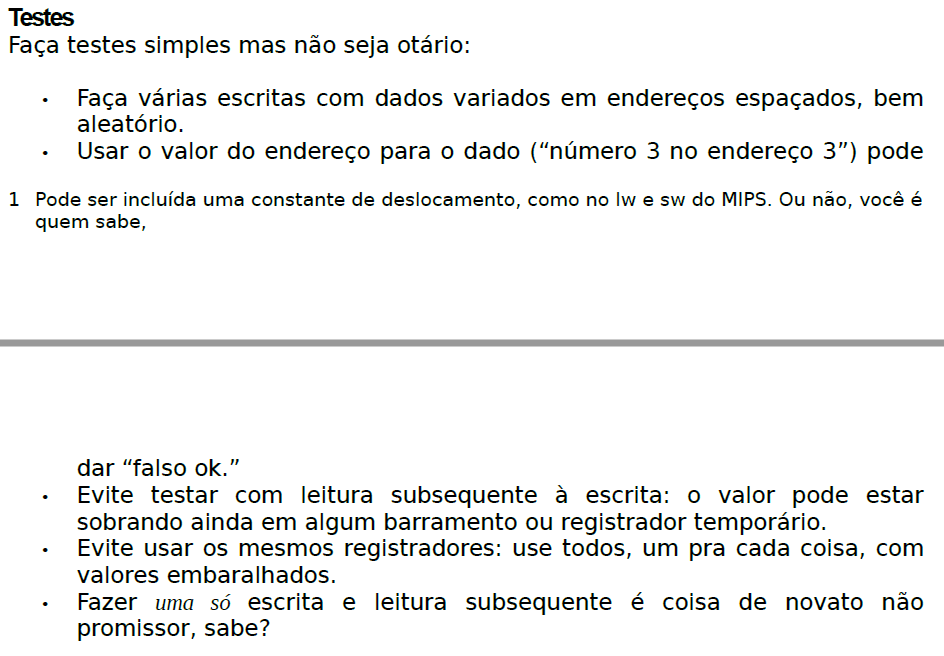 Testes
Faça testes simples mas não seja otário:
• Faça várias escritas com dados variados em endereços espaçados, bem
aleatório.
• Usar o valor do endereço para o dado (“número 3 no endereço 3”) pode
1 Pode ser incluída uma constante de deslocamento, como no lw e sw do MIPS. Ou não, você é
quem sabe,
dar “falso ok.”
• Evite testar com leitura subsequente à escrita: o valor pode estar
sobrando ainda em algum barramento ou registrador temporário.
• Evite usar os mesmos registradores: use todos, um pra cada coisa, com
valores embaralhados.
• Fazer uma só escrita e leitura subsequente é coisa de novato não
promissor, sabe?